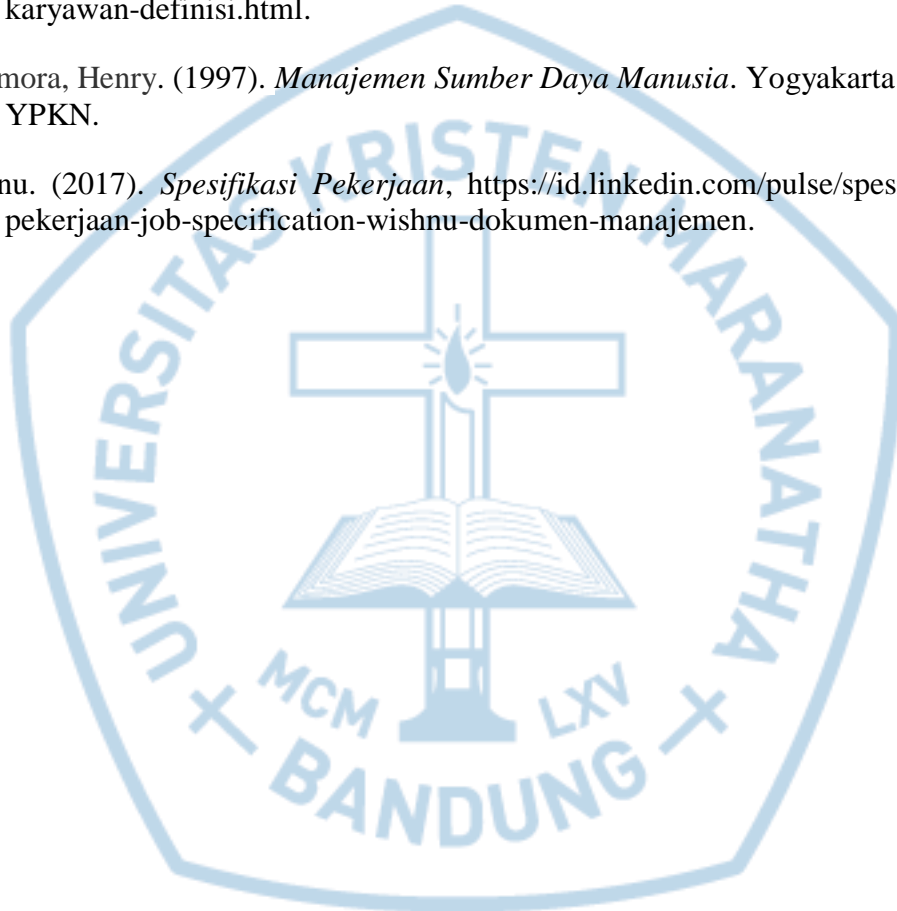 karyawan-definisi.html.
mora, Henry. (1997). Manajemen Sumber Daya Manusia. Yogyakarta
YPKN.
nu. (2017). Spesifikasi Pekerjaan, https://id.linkedin.com/pulse/spes
pekerjaan-job-specification-wishnu-dokumen-manajemen.
UNIVERSITAS KRISTEN MARANATHA
MCM LXV
BANDUNG